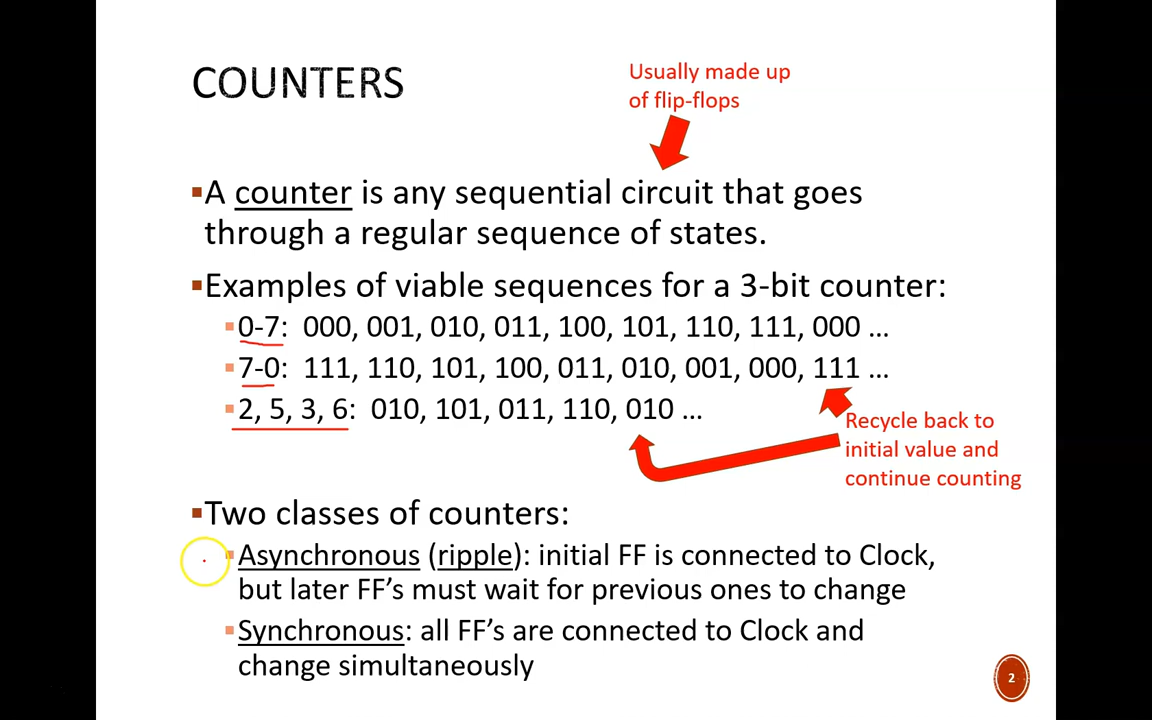 COUNTERS
Usually made up
of flip-flops
▪A counter is any sequential circuit that goes
through a regular sequence of states.
▪Examples of viable sequences for a 3-bit counter:
▪0-7: 000, 001, 010, 011, 100, 101, 110, 111, 000 …
▪7-0: 111, 110, 101, 100, 011, 010, 001, 000, 111 …
▪2, 5, 3, 6: 010, 101, 011, 110, 010 …
Recycle back to
initial value and
continue counting
▪Two classes of counters:
▪Asynchronous (ripple): initial FF is connected to Clock,
but later FF’s must wait for previous ones to change
▪Synchronous: all FF’s are connected to Clock and
change simultaneously
2